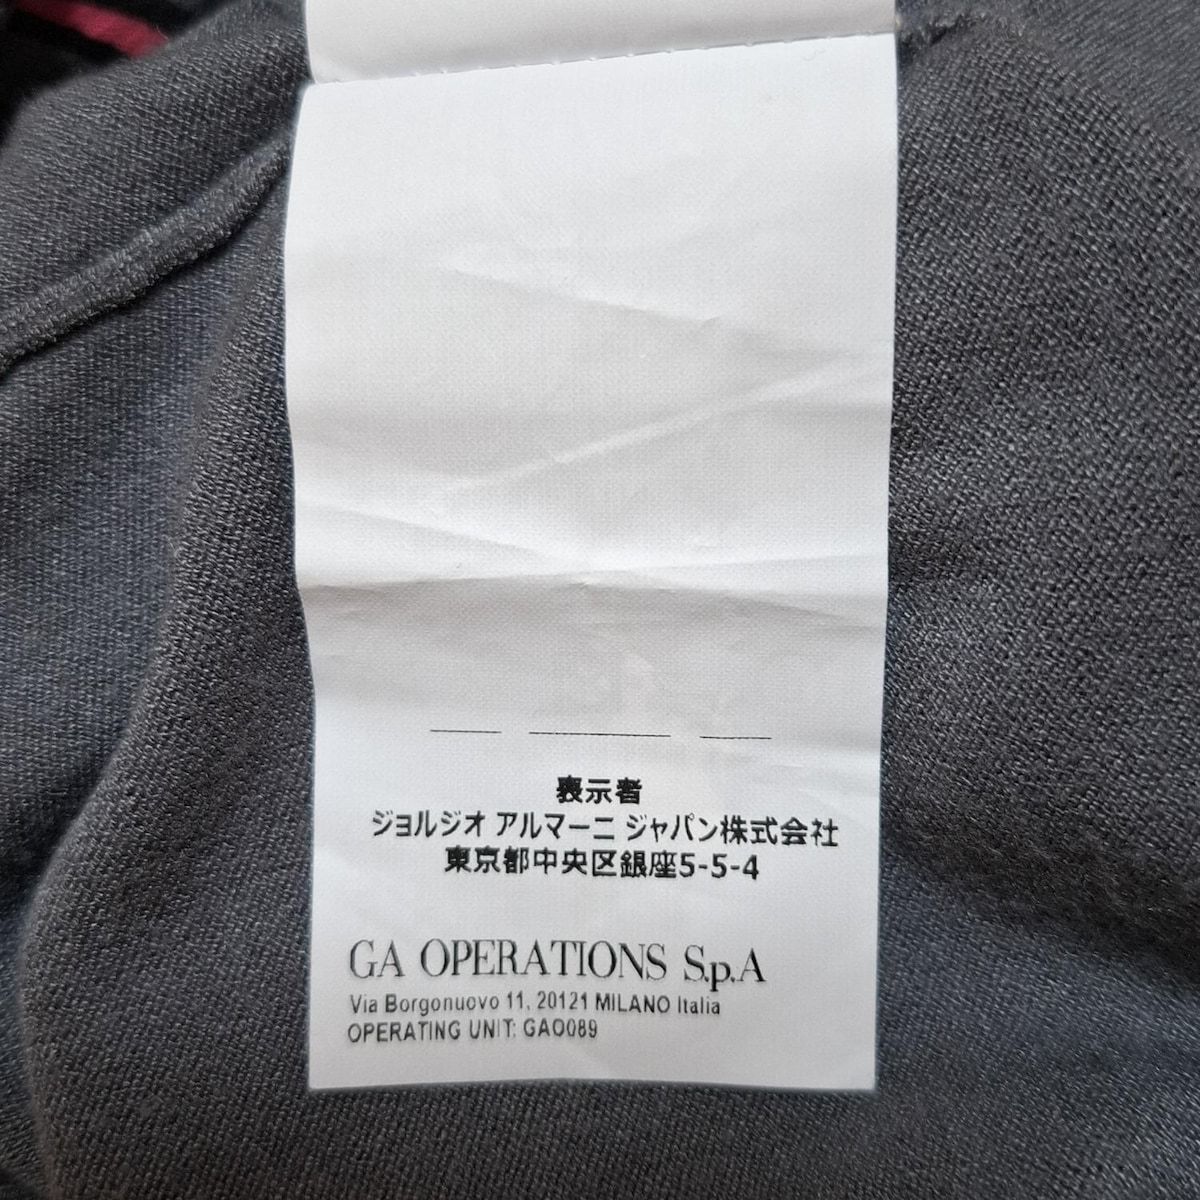 表示者
ジョルジオ アルマーニ ジャパン株式会社
東京都中央区銀座5-5-4
GA OPERATIONS S.p.A
Via Borgonuovo 11, 20121 MILANO Italia
OPERATING UNIT: GAO089